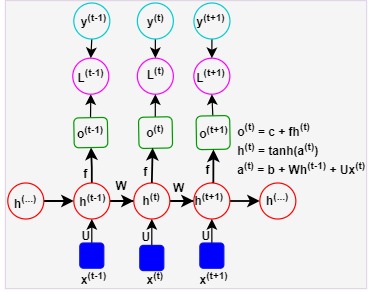 y(t-1) y(t) y(t+1)
L(t-1) L(t) L(t+1)
o(t-1) o(t) o(t+1)
o(t) = c + fh(t)
h(t) = tanh(a(t))
a(t) = b + Wh(t-1) + Ux(t)
f f f
W W
h(...) h(t-1) h(t) h(t+1) h(...)
U U U
x(t-1) x(t) x(t+1)